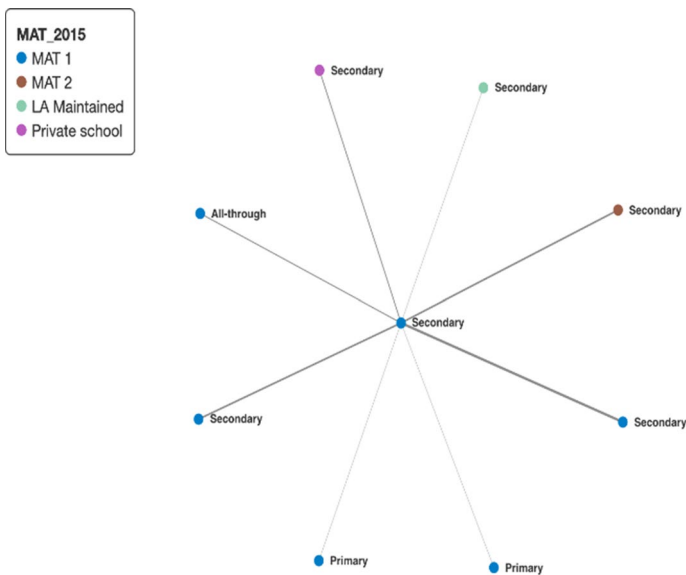 MAT_2015
MAT 1
MAT 2
LA Maintained
Private school
Secondary
Secondary
All-through
Secondary
Secondary
Secondary
Secondary
Primary
Primary